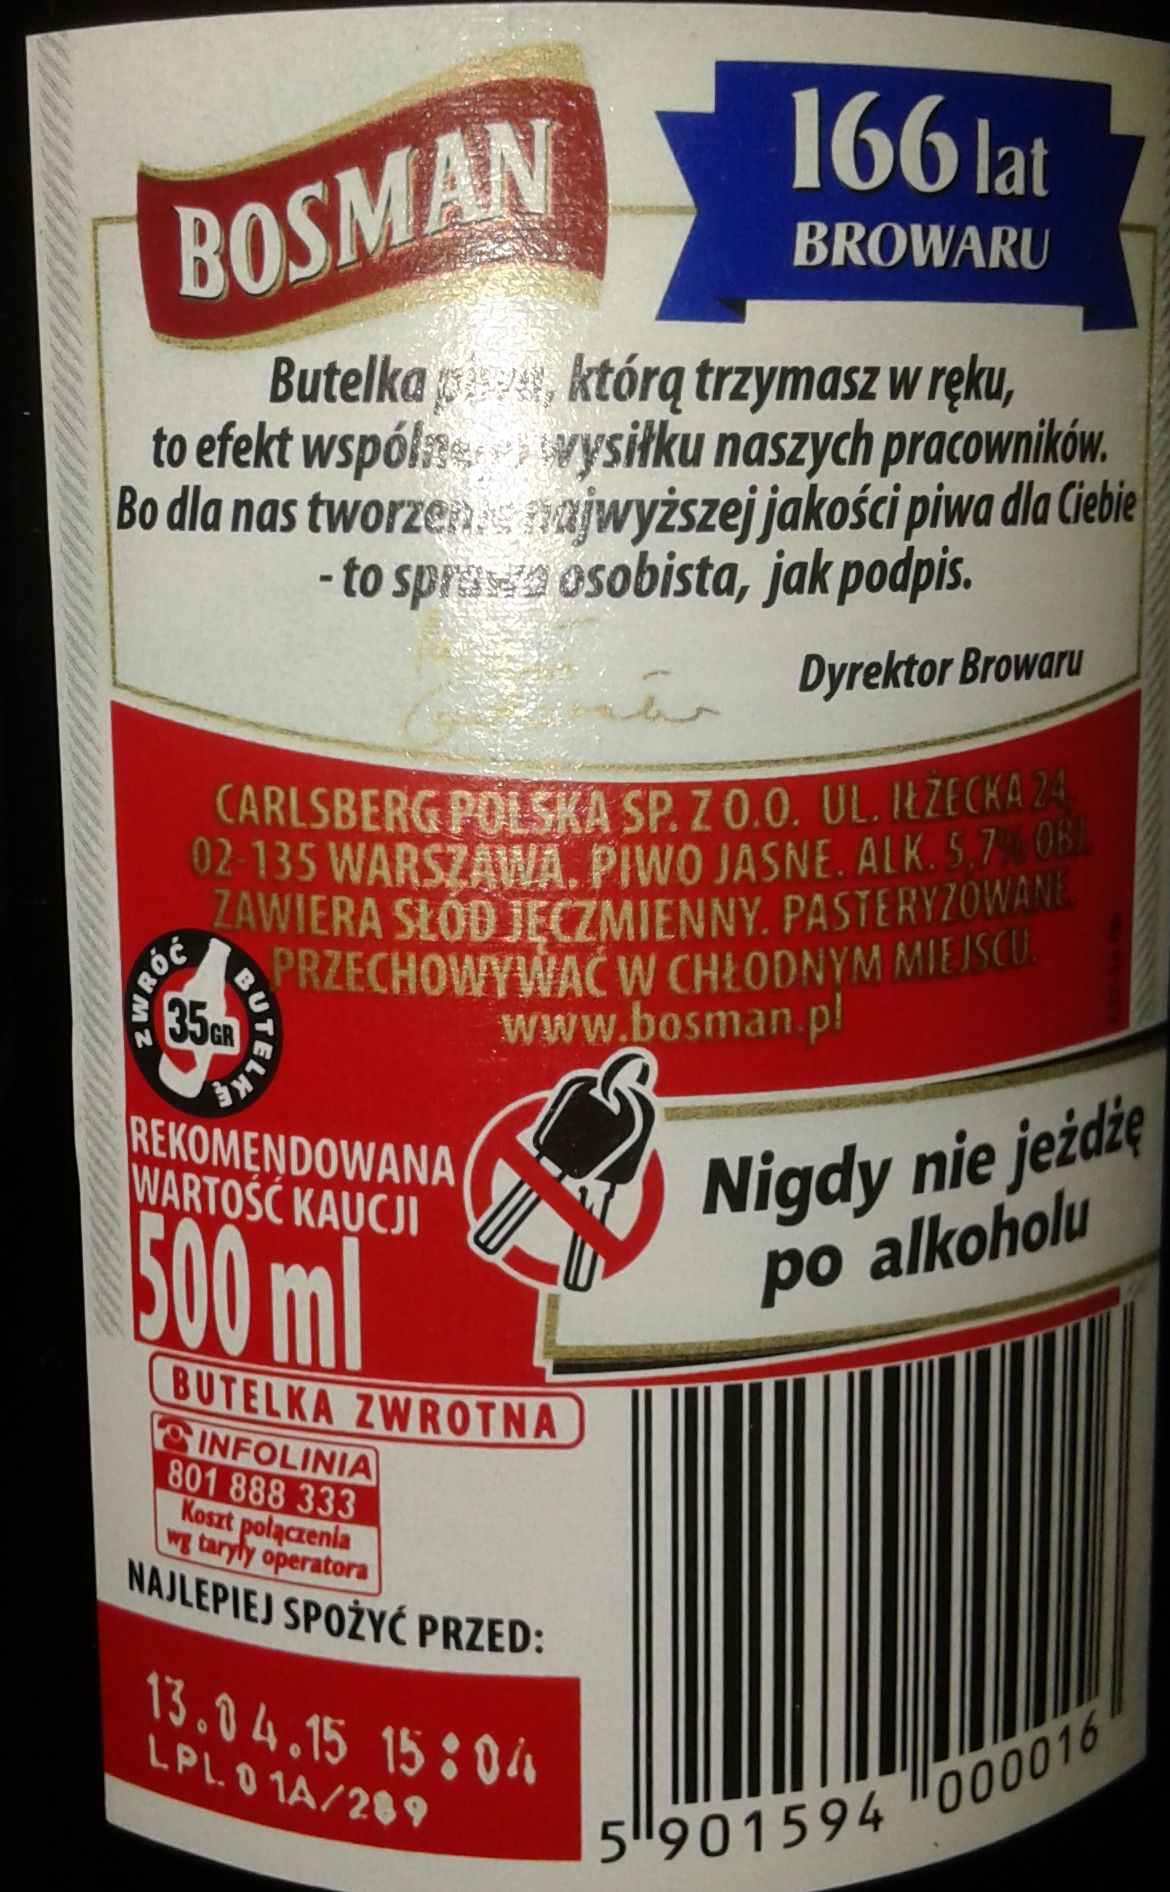 BOSMAN
166 lat
BROWARU
Butelka piwa, którą trzymasz w ręku,
to efekt wspólnego wysiłku naszych pracowników.
Bo dla nas tworzenie najwyższej jakości piwa dla Ciebie
- to sprawa osobista, jak podpis.
Dyrektor Browaru
CARLSBERG POLSKA SP. Z O.O. UL. IŁŻECKA 24,
02-135 WARSZAWA. PIWO JASNE. ALK. 5,7% OBJ.
ZAWIERA SŁÓD JĘCZMIENNY. PASTERYZOWANE.
PRZECHOWYWAĆ W CHŁODNYM MIEJSCU.
www.bosman.pl
ZWRÓĆ BUTELKĘ
35GR
REKOMENDOWANA
WARTOŚĆ KAUCJI
500 ml
Nigdy nie jeżdżę
po alkoholu
BUTELKA ZWROTNA
INFOLINIA
801 888 333
Koszt połączenia
wg taryfy operatora
NAJLEPIEJ SPOŻYĆ PRZED:
13.04.15 15:04
LPL 01A/289
5 901594 000016